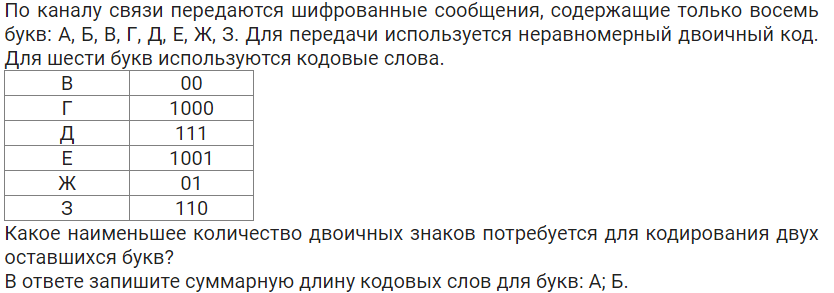 По каналу связи передаются шифрованные сообщения, содержащие только восемь
букв: А, Б, В, Г, Д, Е, Ж, З. Для передачи используется неравномерный двоичный код.
Для шести букв используются кодовые слова.
В 00
Г 1000
Д 111
Е 1001
Ж 01
З 110
Какое наименьшее количество двоичных знаков потребуется для кодирования двух
оставшихся букв?
В ответе запишите суммарную длину кодовых слов для букв: А; Б.